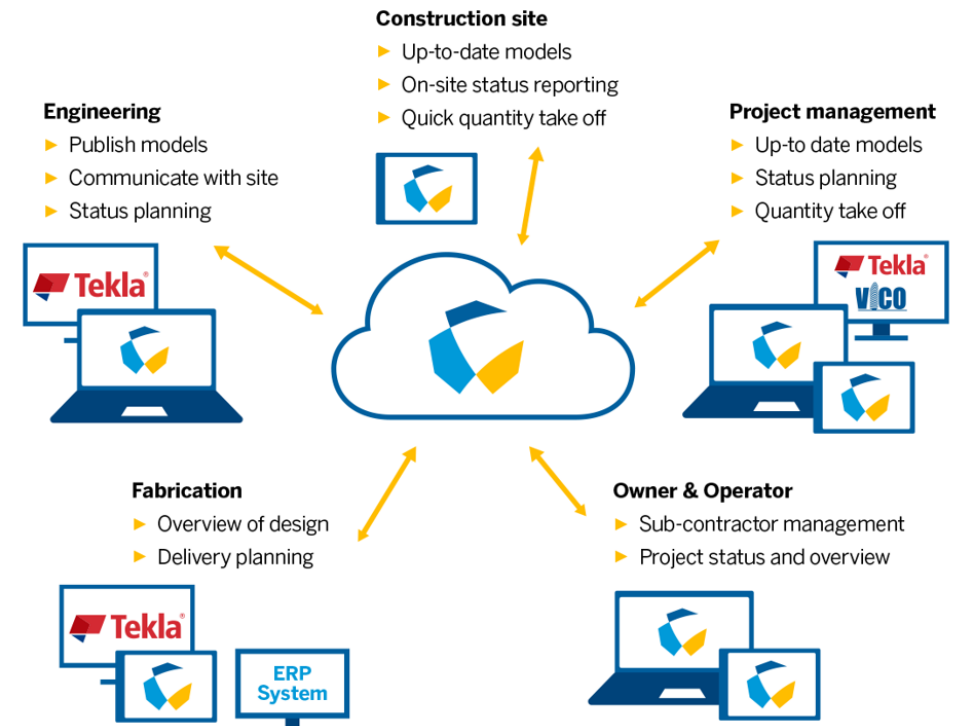 Construction site
Up-to-date models
On-site status reporting
Quick quantity take off
Engineering
Publish models
Communicate with site
Status planning
Tekla®
Project management
Up-to date models
Status planning
Quantity take off
Tekla®
VICO
Fabrication
Overview of design
Delivery planning
Tekla®
ERP
System
Owner & Operator
Sub-contractor management
Project status and overview